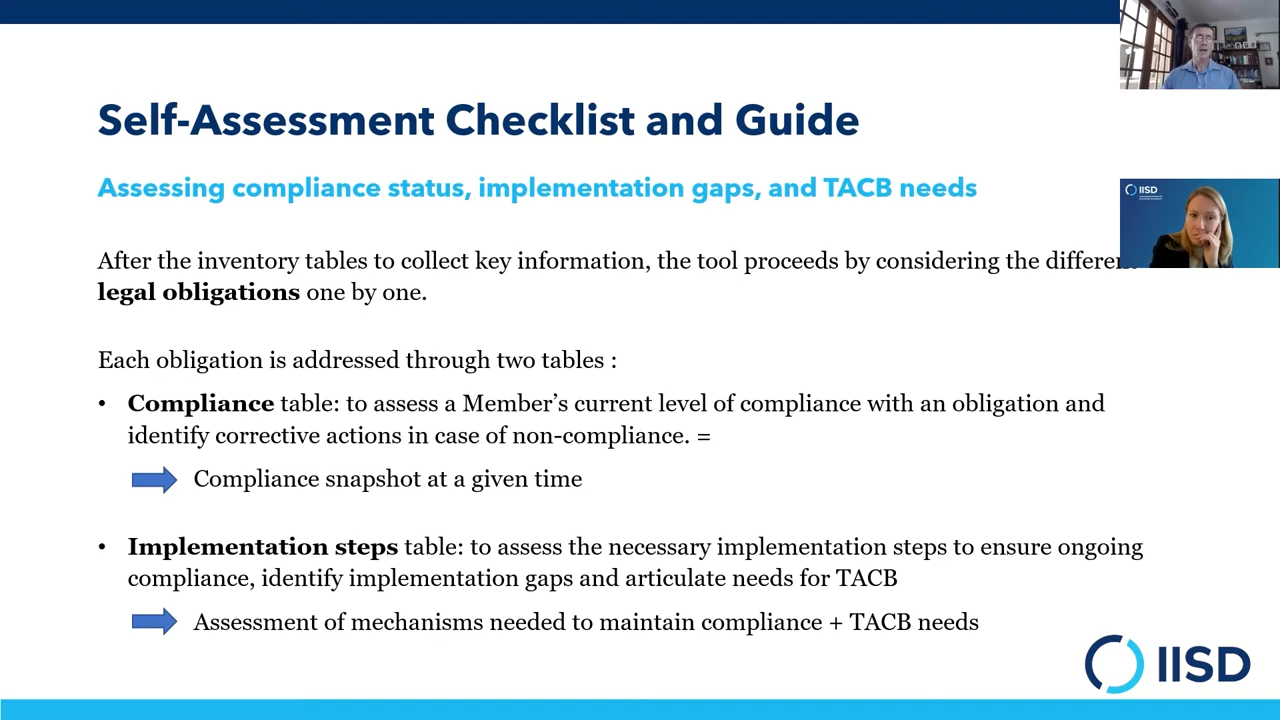 Self-Assessment Checklist and Guide
Assessing compliance status, implementation gaps, and TACB needs
After the inventory tables to collect key information, the tool proceeds by considering the different
legal obligations one by one.
Each obligation is addressed through two tables :
• Compliance table: to assess a Member’s current level of compliance with an obligation and
identify corrective actions in case of non-compliance. =
Compliance snapshot at a given time
• Implementation steps table: to assess the necessary implementation steps to ensure ongoing
compliance, identify implementation gaps and articulate needs for TACB
Assessment of mechanisms needed to maintain compliance + TACB needs
IISD
IISD